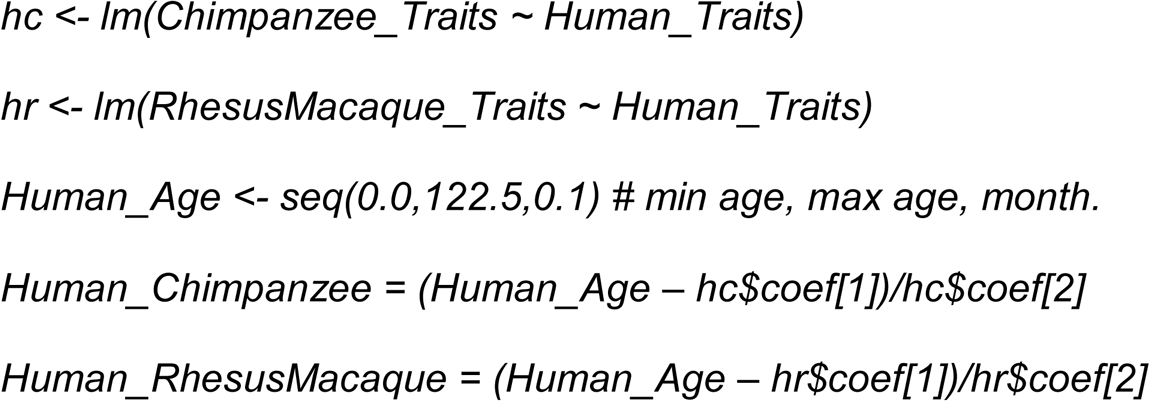 hc <- lm(Chimpanzee_Traits ~ Human_Traits)
hr <- lm(RhesusMacaque_Traits ~ Human_Traits)
Human_Age <- seq(0.0,122.5,0.1) # min age, max age, month.
Human_Chimpanzee = (Human_Age – hc$coef[1])/hc$coef[2]
Human_RhesusMacaque = (Human_Age – hr$coef[1])/hr$coef[2]